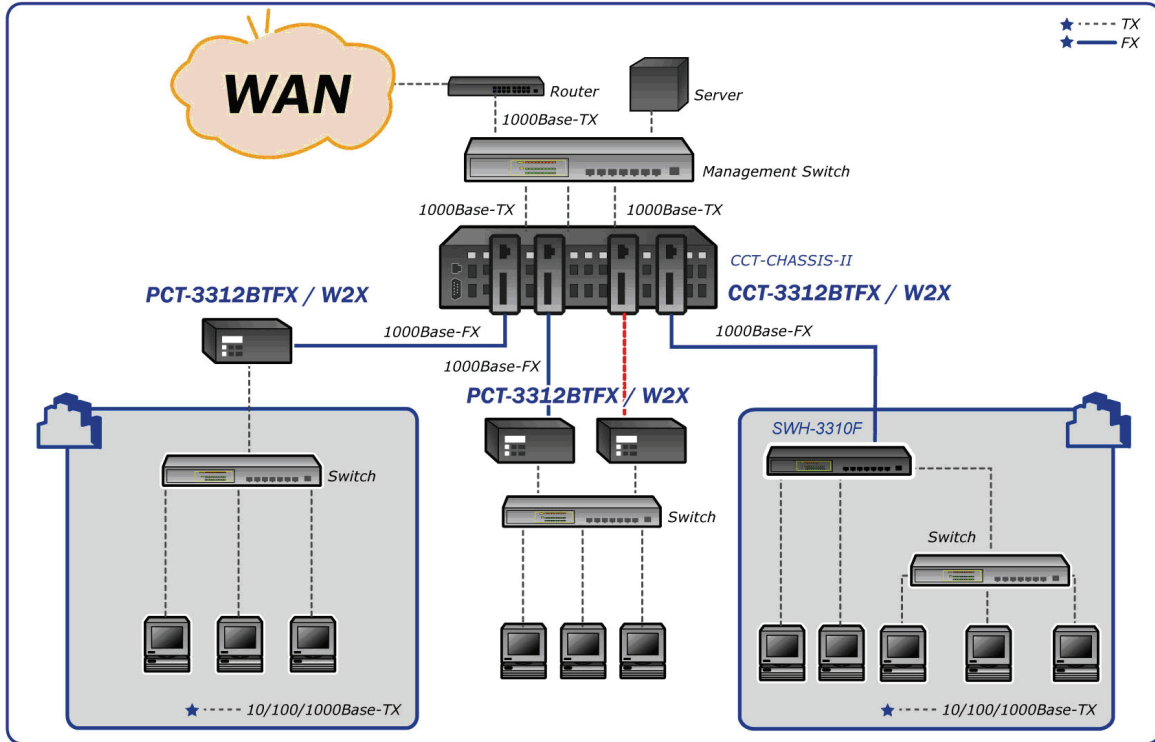 TX
FX
WAN
Router
Server
1000Base-TX
Management Switch
1000Base-TX
1000Base-TX
CCT-CHASSIS-II
CCT-3312BTFX / W2X
PCT-3312BTFX / W2X
1000Base-FX
1000Base-FX
1000Base-FX
PCT-3312BTFX / W2X
SWH-3310F
Switch
Switch
Switch
10/100/1000Base-TX
10/100/1000Base-TX